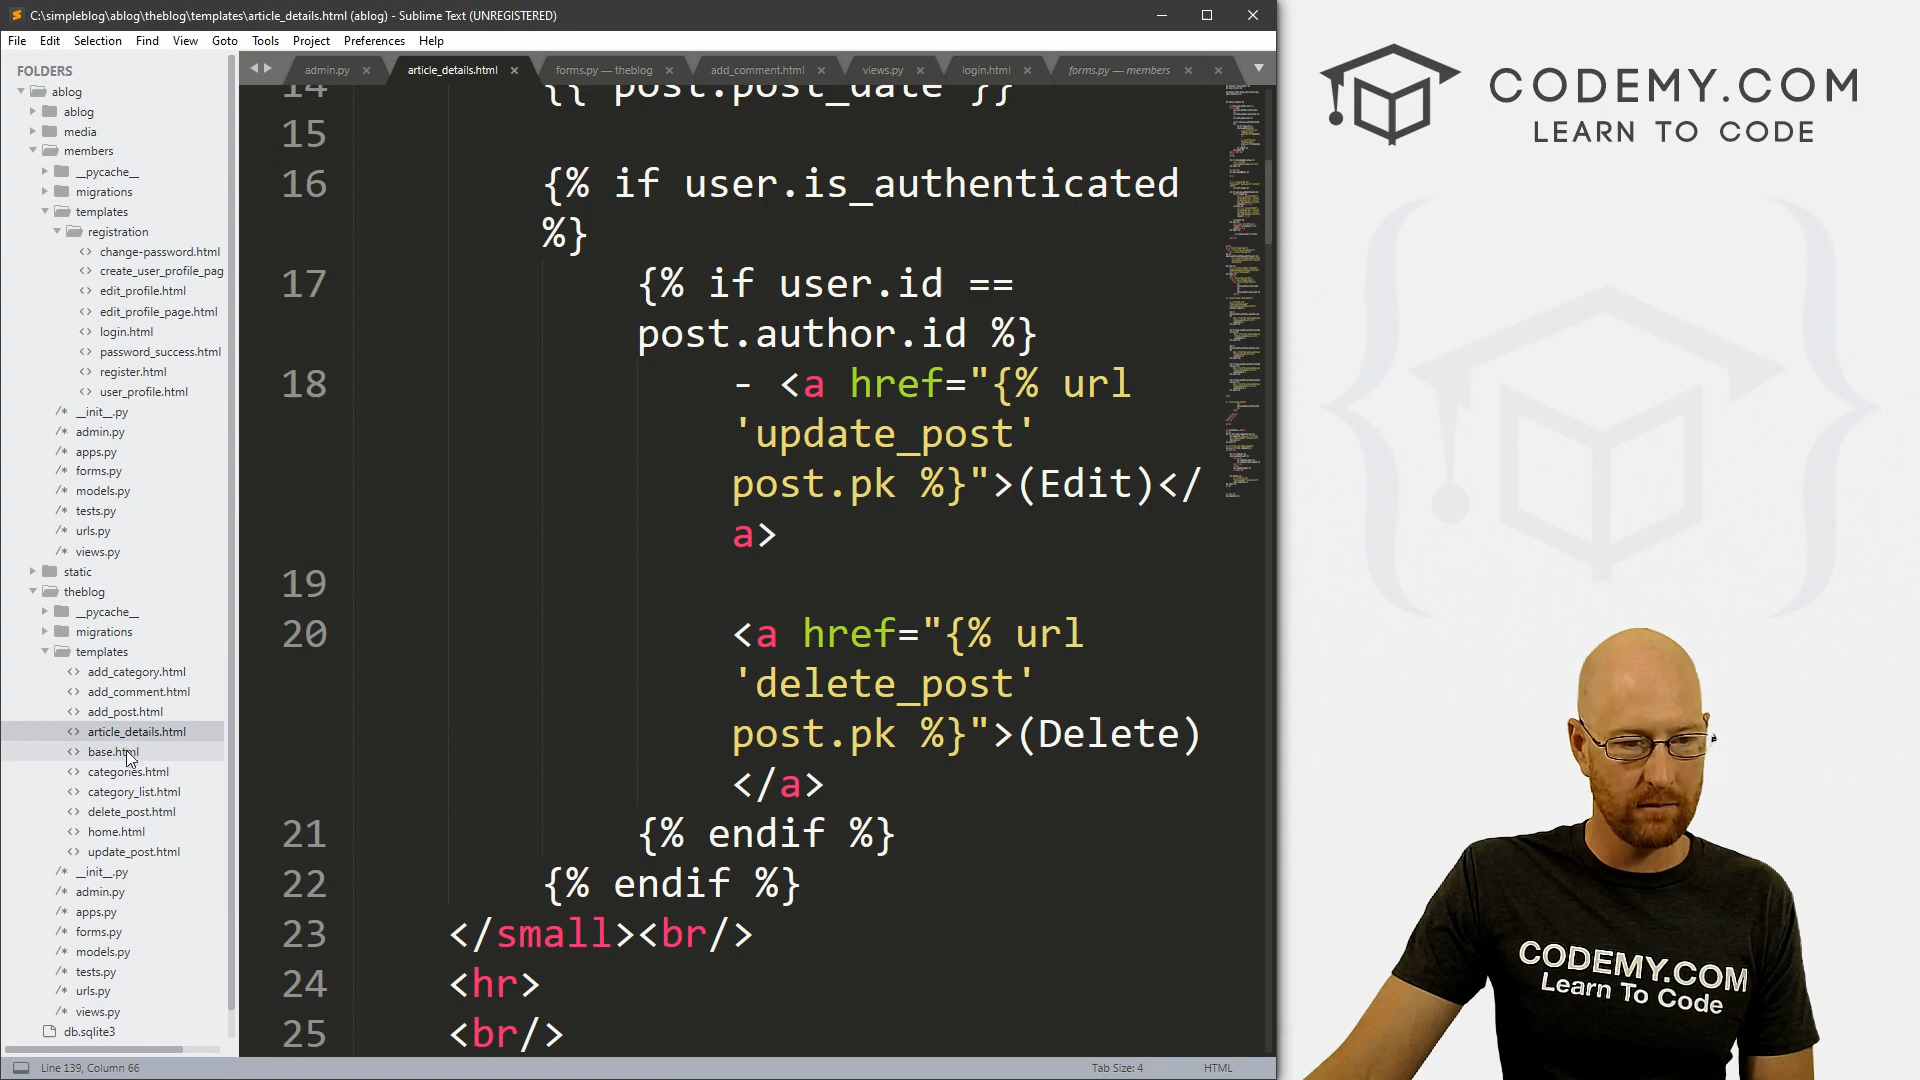 C:\simpleblog\ablog\theblog\templates\article_details.html (ablog) - Sublime Text (UNREGISTERED)
File Edit Selection Find View Goto Tools Project Preferences Help
FOLDERS
ablog
ablog
media
members
__pycache__
migrations
templates
registration
change-password.html
create_user_profile_pag
edit_profile.html
edit_profile_page.html
login.html
password_success.html
register.html
user_profile.html
__init__.py
admin.py
apps.py
forms.py
models.py
tests.py
urls.py
views.py
static
theblog
__pycache__
migrations
templates
add_category.html
add_comment.html
add_post.html
article_details.html
base.html
categories.html
category_list.html
delete_post.html
home.html
update_post.html
__init__.py
admin.py
apps.py
forms.py
models.py
tests.py
urls.py
views.py
db.sqlite3
admin.py article_details.html forms.py — theblog add_comment.html views.py login.html forms.py — members
14 {{ post.post_date }}
15
16 {% if user.is_authenticated
%}
17 {% if user.id ==
post.author.id %}
18 - <a href="{% url
'update_post'
post.pk %}">(Edit)</
a>
19
20 <a href="{% url
'delete_post'
post.pk %}">(Delete)
</a>
21 {% endif %}
22 {% endif %}
23 </small><br/>
24 <hr>
25 <br/>
Line 139, Column 66 Tab Size: 4 HTML
CODEMY.COM
LEARN TO CODE
CODEMY.COM
Learn To Code